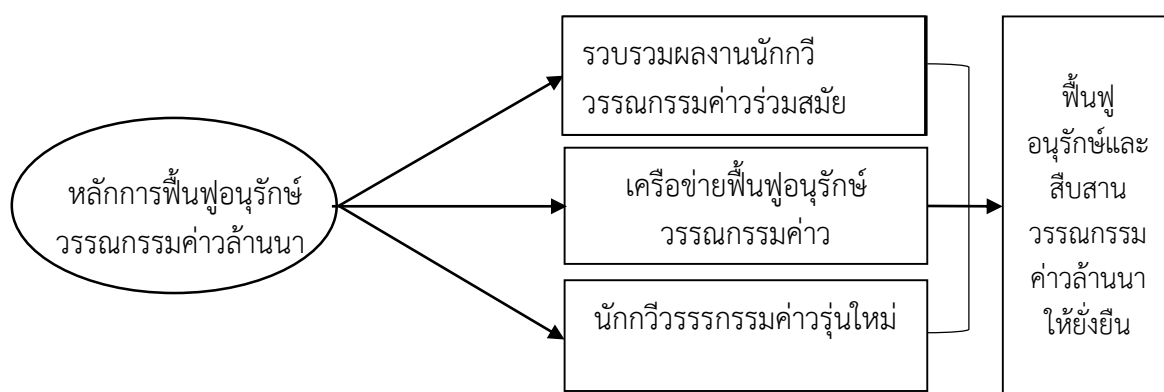 หลักการฟื้นฟูอนุรักษ์
วรรณกรรมค่าวล้านนา
รวบรวมผลงานนักกวี
วรรณกรรมค่าวร่วมสมัย
เครือข่ายฟื้นฟูอนุรักษ์
วรรณกรรมค่าว
นักกวีวรรรกรรมค่าวรุ่นใหม่
ฟื้นฟู
อนุรักษ์และ
สืบสาน
วรรณกรรม
ค่าวล้านนา
ให้ยั่งยืน